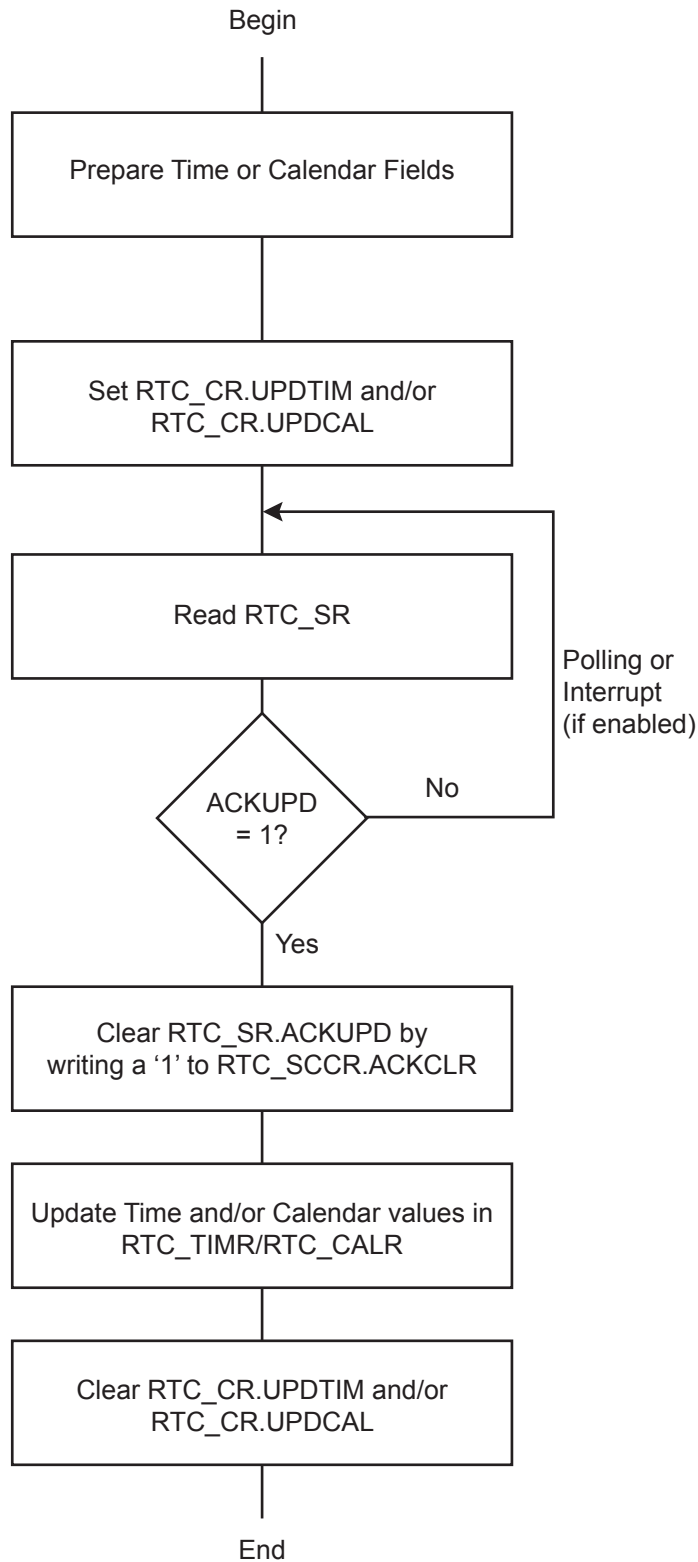 Begin
Prepare Time or Calendar Fields
Set RTC_CR.UPDTIM and/or
RTC_CR.UPDCAL
Read RTC_SR
Polling or
Interrupt
(if enabled)
ACKUPD
= 1?
No
Yes
Clear RTC_SR.ACKUPD by
writing a ‘1’ to RTC_SCCR.ACKCLR
Update Time and/or Calendar values in
RTC_TIMR/RTC_CALR
Clear RTC_CR.UPDTIM and/or
RTC_CR.UPDCAL
End